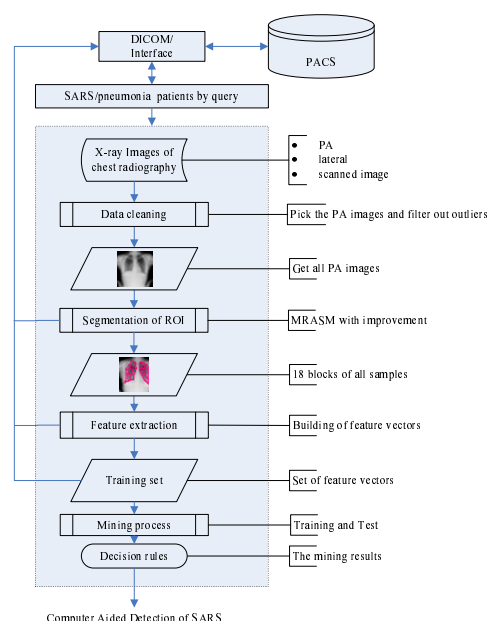 DICOM/
Interface
PACS
SARS/pneumonia patients by query
X-ray Images of
chest radiography
• PA
• lateral
• scanned image
Data cleaning
Pick the PA images and filter out outliers
Get all PA images
Segmentation of ROI
MRASM with improvement
18 blocks of all samples
Feature extraction
Building of feature vectors
Training set
Set of feature vectors
Mining process
Training and Test
Decision rules
The mining results
Computer Aided Detection of SARS